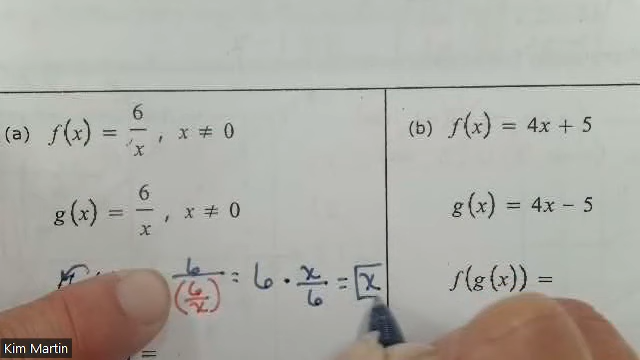 (a) f(x) = 6/x , x ≠ 0
g(x) = 6/x , x ≠ 0
6/(6/x) = 6 · x/6 = x
=
(b) f(x) = 4x + 5
g(x) = 4x − 5
f(g(x)) =
Kim Martin